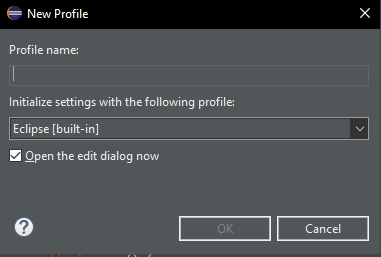 New Profile
Profile name:
Initialize settings with the following profile:
Eclipse [built-in]
Open the edit dialog now
?
OK
Cancel